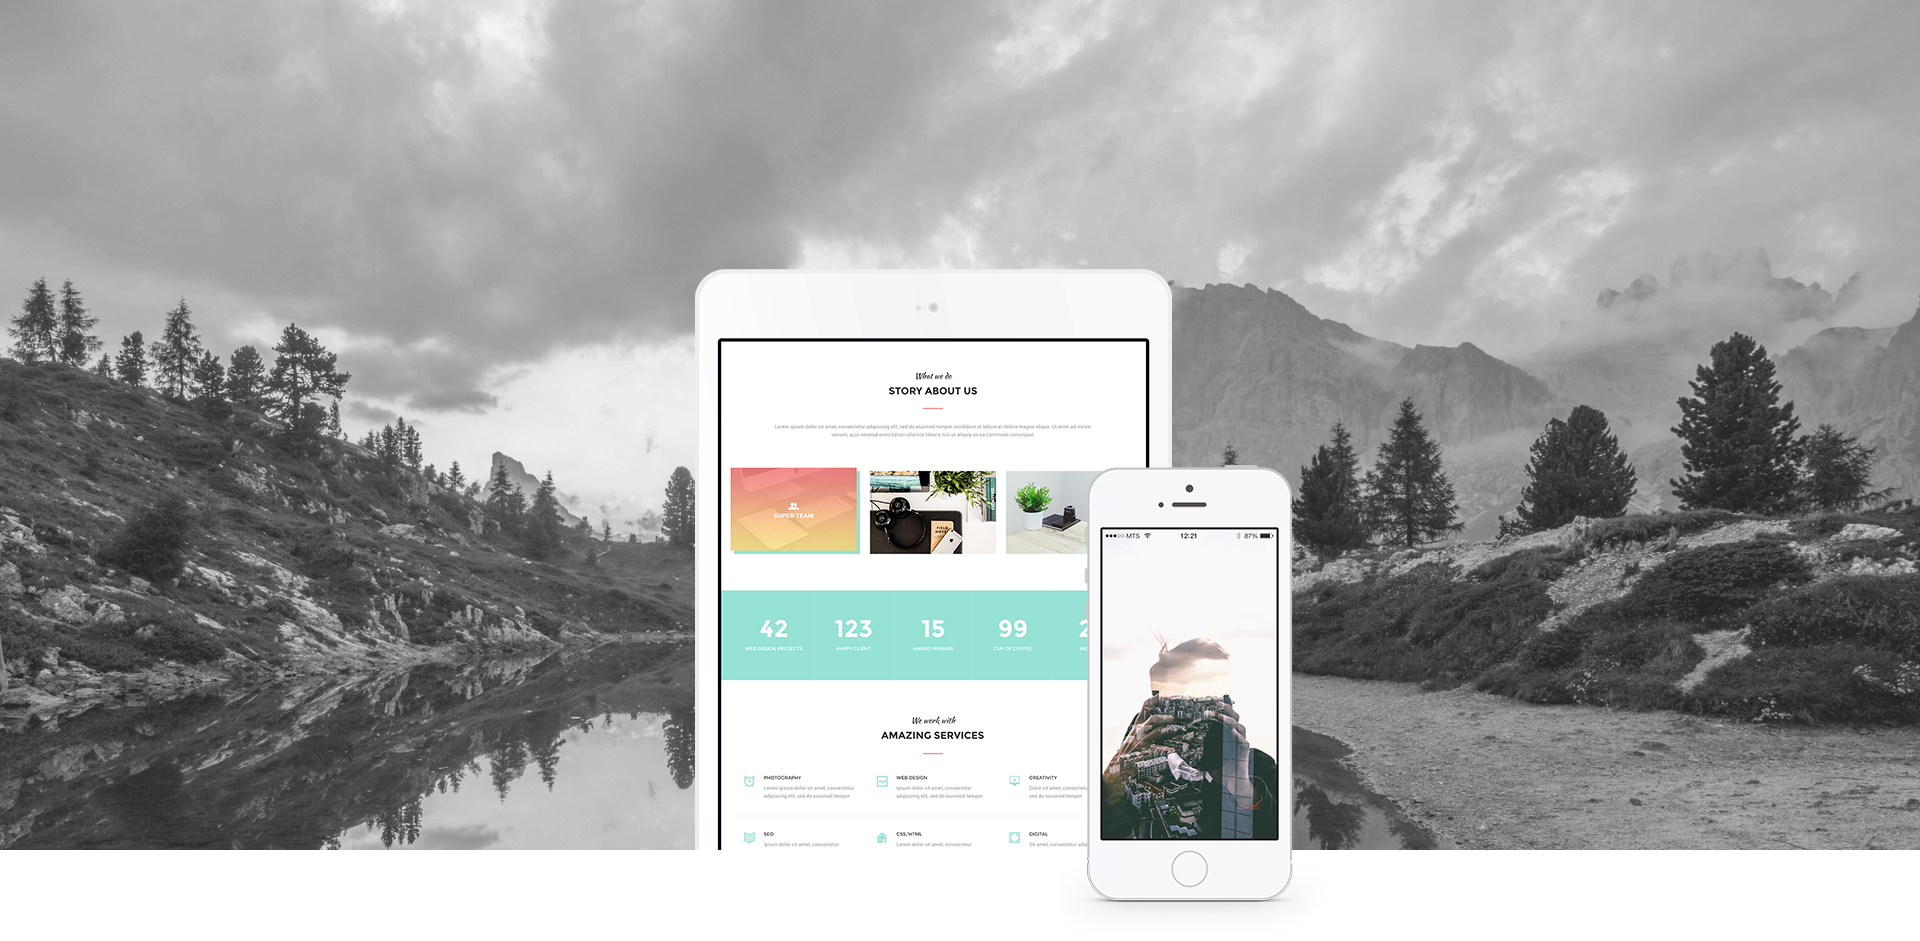 What we do
STORY ABOUT US
Lorem ipsum dolor sit amet, consectetur adipiscing elit, sed do eiusmod tempor incididunt ut labore et dolore magna aliqua. Ut enim ad minim
veniam, quis nostrud exercitation ullamco laboris nisi ut aliquip ex ea commodo consequat.
SUPER TEAM
FIELD
NOTES
42
WEB DESIGN PROJECTS
123
HAPPY CLIENT
15
AWARD WINNER
99
CUP OF COFFEE
2
We work with
AMAZING SERVICES
PHOTOGRAPHY
Lorem ipsum dolor sit amet, consectetur
adipiscing elit, sed do eiusmod tempor.
WEB DESIGN
Lorem ipsum dolor sit amet, consectetur
adipiscing elit, sed do eiusmod tempor.
CREATIVITY
Dolor sit amet, consectetu
sed do eiusmod tempor.
SEO
Ipsum dolor sit amet, consectetur
CSS/HTML
Lorem dolor sit amet, consectetur
DIGITAL
Sit amet, consectetur adip
MTS 12:21 87%